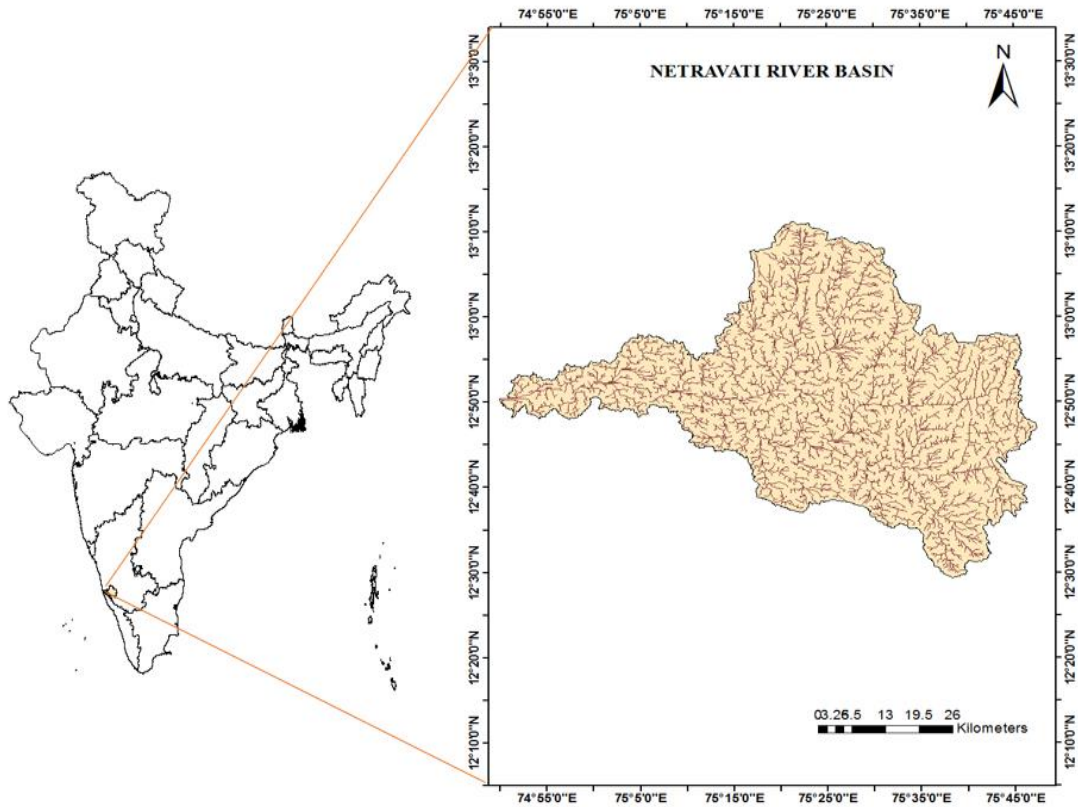 74°55'0"E 75°5'0"E 75°15'0"E 75°25'0"E 75°35'0"E 75°45'0"E
NETRAVATI RIVER BASIN
N
13°30'0"N
13°20'0"N
13°10'0"N
13°0'0"N
12°50'0"N
12°40'0"N
12°30'0"N
12°20'0"N
12°10'0"N
13°30'0"N
13°20'0"N
13°10'0"N
13°0'0"N
12°50'0"N
12°40'0"N
12°30'0"N
12°20'0"N
12°10'0"N
03.256.5 13 19.5 26
Kilometers
74°55'0"E 75°5'0"E 75°15'0"E 75°25'0"E 75°35'0"E 75°45'0"E